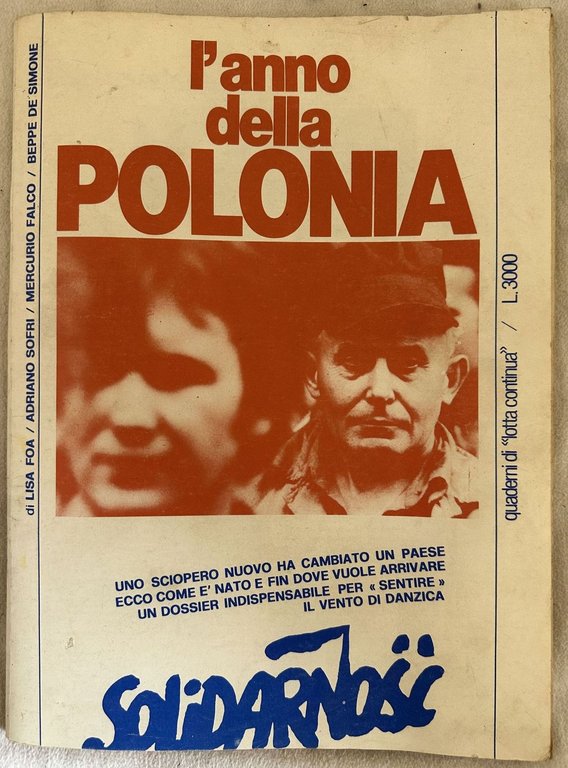 l'anno
della
POLONIA
di LISA FOA / ADRIANO SOFRI / MERCURIO FALCO / BEPPE DE SIMONE
quaderni di "lotta continua" / L. 3000
UNO SCIOPERO NUOVO HA CAMBIATO UN PAESE
ECCO COME E' NATO E FIN DOVE VUOLE ARRIVARE
UN DOSSIER INDISPENSABILE PER « SENTIRE »
IL VENTO DI DANZICA
SOLiDARNOŚĆ